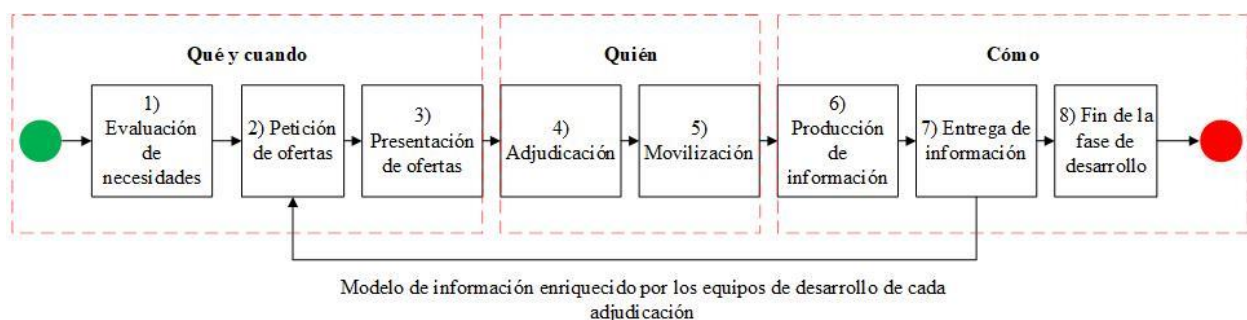 Qué y cuando
Quién
Cómo
1)
Evaluación
de
necesidades
2) Petición
de ofertas
3)
Presentación
de ofertas
4)
Adjudicación
5)
Movilización
6)
Producción
de
información
7) Entrega de
información
8) Fin de la
fase de
desarrollo
Modelo de información enriquecido por los equipos de desarrollo de cada
adjudicación